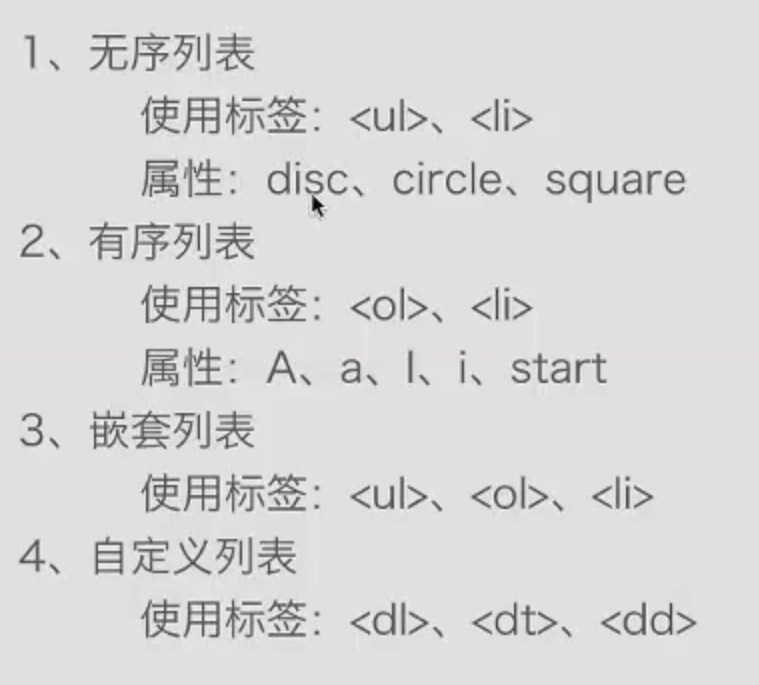 1、无序列表
使用标签：<ul>、<li>
属性：disc、circle、square
2、有序列表
使用标签：<ol>、<li>
属性：A、a、I、i、start
3、嵌套列表
使用标签：<ul>、<ol>、<li>
4、自定义列表
使用标签：<dl>、<dt>、<dd>